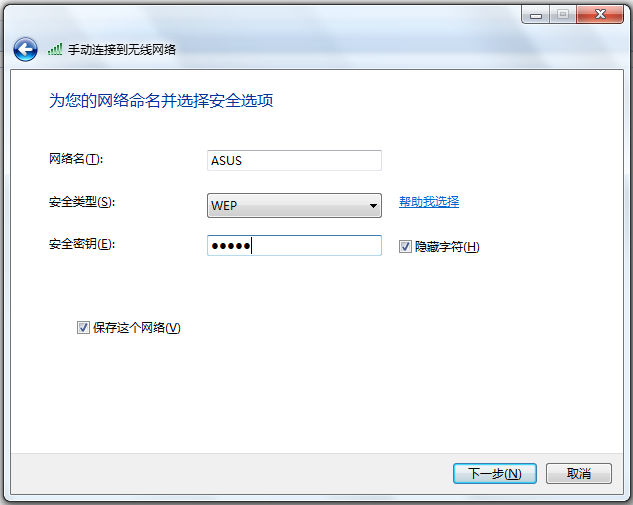 手动连接到无线网络
为您的网络命名并选择安全选项
网络名(T):
ASUS
安全类型(S):
WEP
帮助我选择
安全密钥(E):
●●●●●
隐藏字符(H)
保存这个网络(V)
下一步(N)
取消